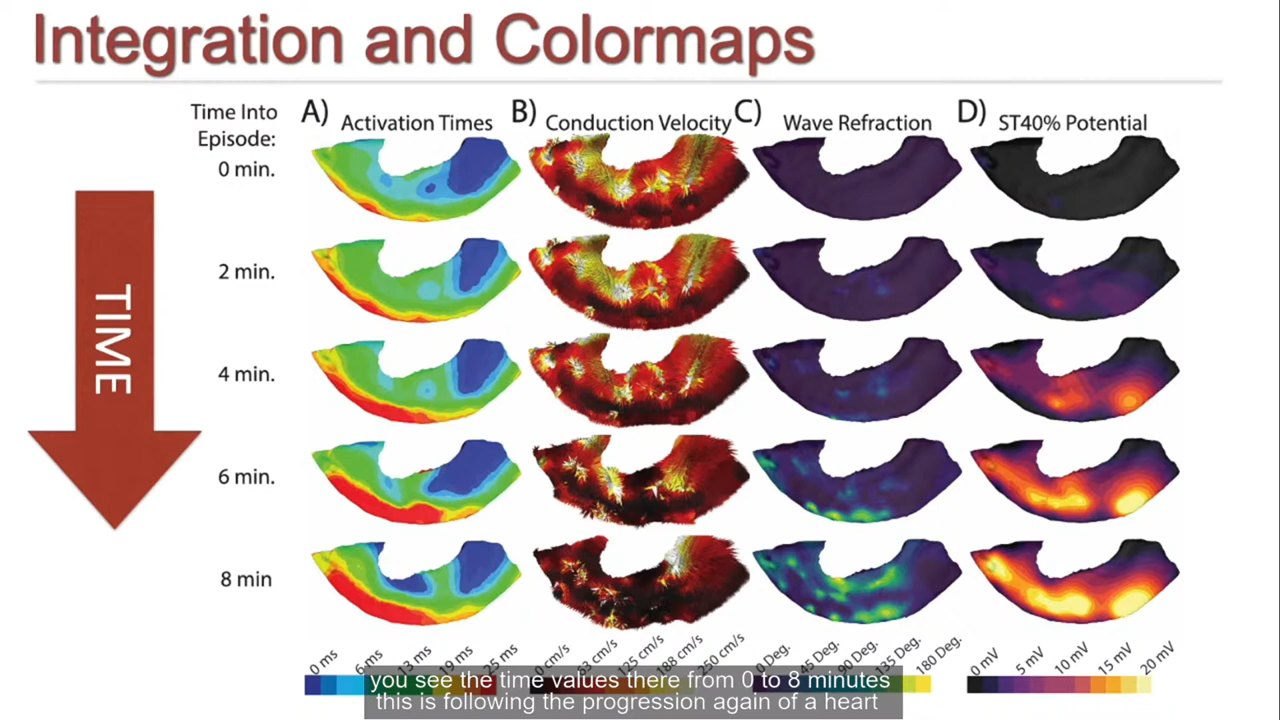 Integration and Colormaps
Time Into
Episode:
A) Activation Times
B) Conduction Velocity
C) Wave Refraction
D) ST40% Potential
0 min.
2 min.
4 min.
6 min.
8 min
TIME
0 ms 6 ms 13 ms 19 ms 25 ms
0 cm/s 63 cm/s 125 cm/s 188 cm/s 250 cm/s
0 Deg. 45 Deg. 90 Deg. 135 Deg. 180 Deg.
0 mV 5 mV 10 mV 15 mV 20 mV
you see the time values there from 0 to 8 minutes
this is following the progression again of a heart